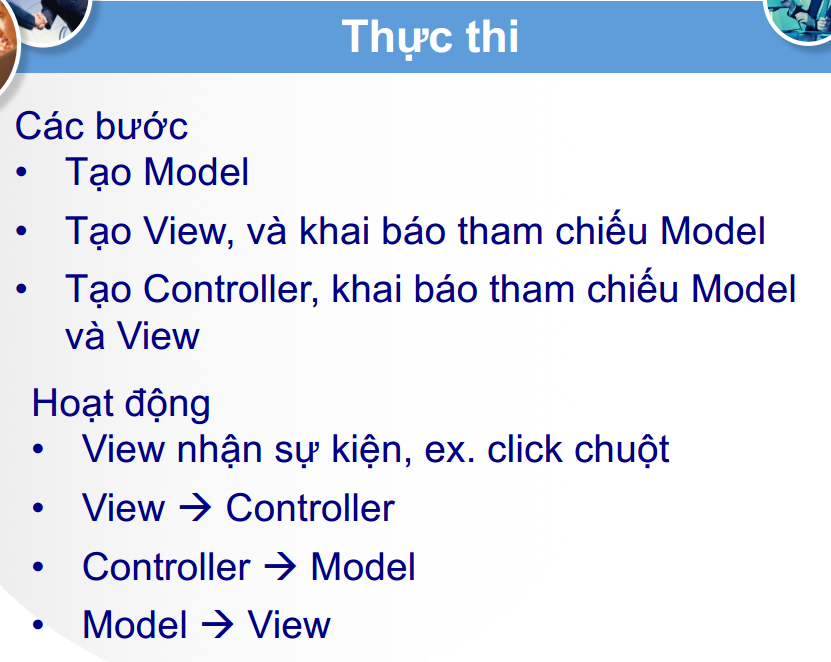 Thực thi
Các bước
• Tạo Model
• Tạo View, và khai báo tham chiếu Model
• Tạo Controller, khai báo tham chiếu Model
và View
Hoạt động
• View nhận sự kiện, ex. click chuột
• View → Controller
• Controller → Model
• Model → View